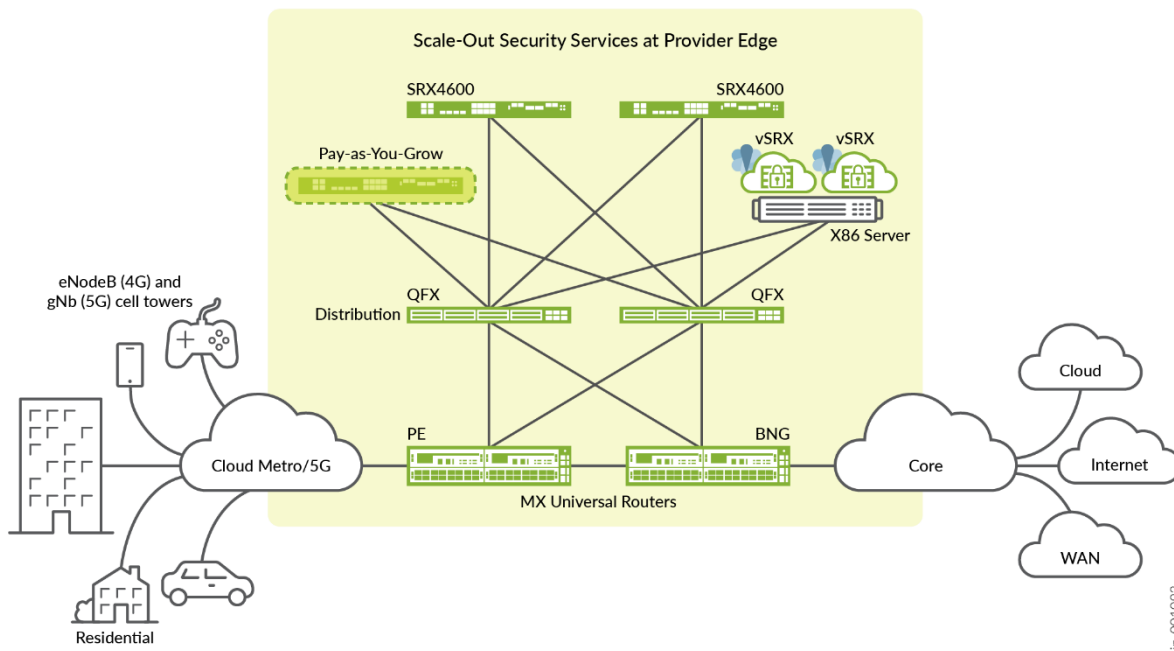 Scale-Out Security Services at Provider Edge
SRX4600
SRX4600
Pay-as-You-Grow
vSRX
vSRX
X86 Server
eNodeB (4G) and
gNb (5G) cell towers
QFX
QFX
Distribution
Cloud
PE
BNG
Cloud Metro/5G
Core
Internet
MX Universal Routers
WAN
Residential